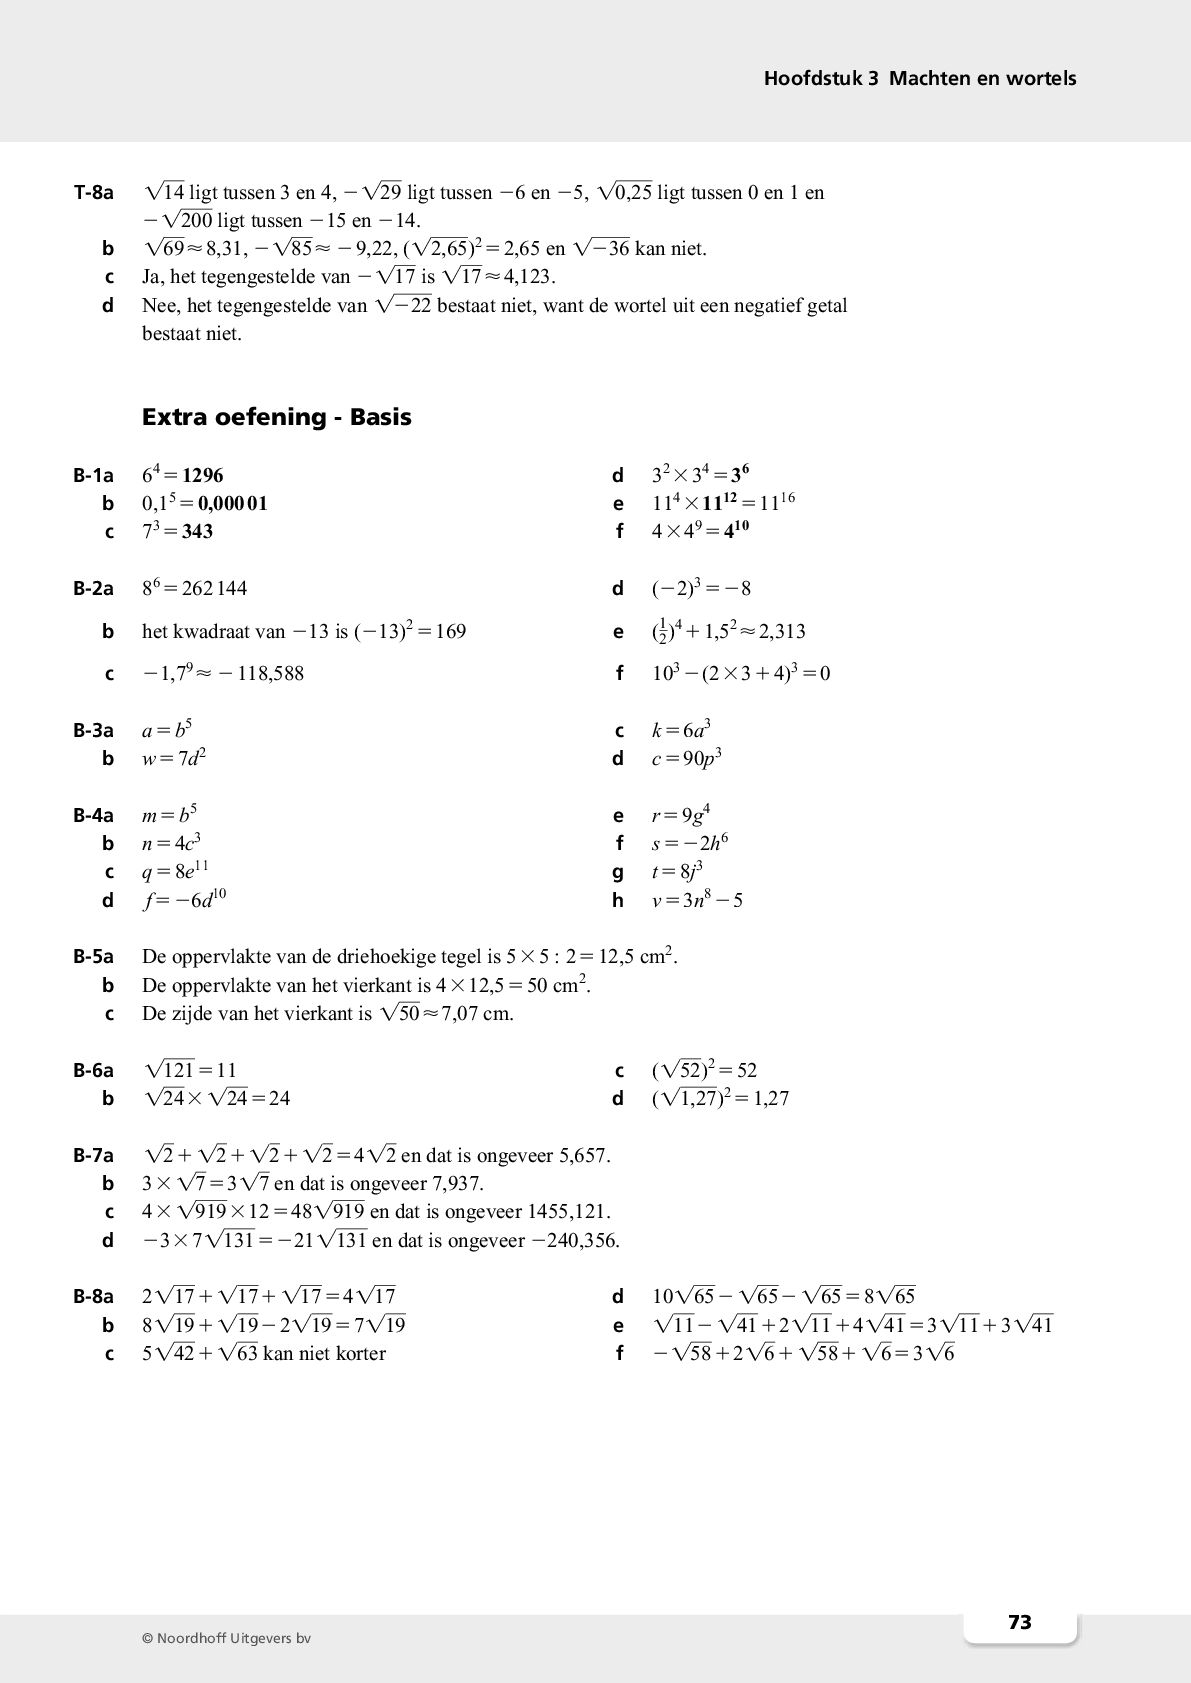 Hoofdstuk 3 Machten en wortels
T-8a √14 ligt tussen 3 en 4, −√29 ligt tussen −6 en −5, √0,25 ligt tussen 0 en 1 en
−√200 ligt tussen −15 en −14.
b √69 ≈ 8,31, −√85 ≈ −9,22, (√2,65)² = 2,65 en √−36 kan niet.
c Ja, het tegengestelde van −√17 is √17 ≈ 4,123.
d Nee, het tegengestelde van √−22 bestaat niet, want de wortel uit een negatief getal
bestaat niet.
Extra oefening - Basis
B-1a 6⁴ = 1296 d 3² × 3⁴ = 3⁶
b 0,1⁵ = 0,000 01 e 11⁴ × 11¹² = 11¹⁶
c 7³ = 343 f 4 × 4⁹ = 4¹⁰
B-2a 8⁶ = 262 144 d (−2)³ = −8
b het kwadraat van −13 is (−13)² = 169 e (½)⁴ + 1,5² ≈ 2,313
c −1,7⁹ ≈ −118,588 f 10³ − (2 × 3 + 4)³ = 0
B-3a a = b⁵ c k = 6a³
b w = 7d² d c = 90p³
B-4a m = b⁵ e r = 9g⁴
b n = 4c³ f s = −2h⁶
c q = 8e¹¹ g t = 8j³
d f = −6d¹⁰ h v = 3n⁸ − 5
B-5a De oppervlakte van de driehoekige tegel is 5 × 5 : 2 = 12,5 cm².
b De oppervlakte van het vierkant is 4 × 12,5 = 50 cm².
c De zijde van het vierkant is √50 ≈ 7,07 cm.
B-6a √121 = 11 c (√52)² = 52
b √24 × √24 = 24 d (√1,27)² = 1,27
B-7a √2 + √2 + √2 + √2 = 4√2 en dat is ongeveer 5,657.
b 3 × √7 = 3√7 en dat is ongeveer 7,937.
c 4 × √919 × 12 = 48√919 en dat is ongeveer 1455,121.
d −3 × 7√131 = −21√131 en dat is ongeveer −240,356.
B-8a 2√17 + √17 + √17 = 4√17 d 10√65 − √65 − √65 = 8√65
b 8√19 + √19 − 2√19 = 7√19 e √11 − √41 + 2√11 + 4√41 = 3√11 + 3√41
c 5√42 + √63 kan niet korter f −√58 + 2√6 + √58 + √6 = 3√6
73
© Noordhoff Uitgevers bv